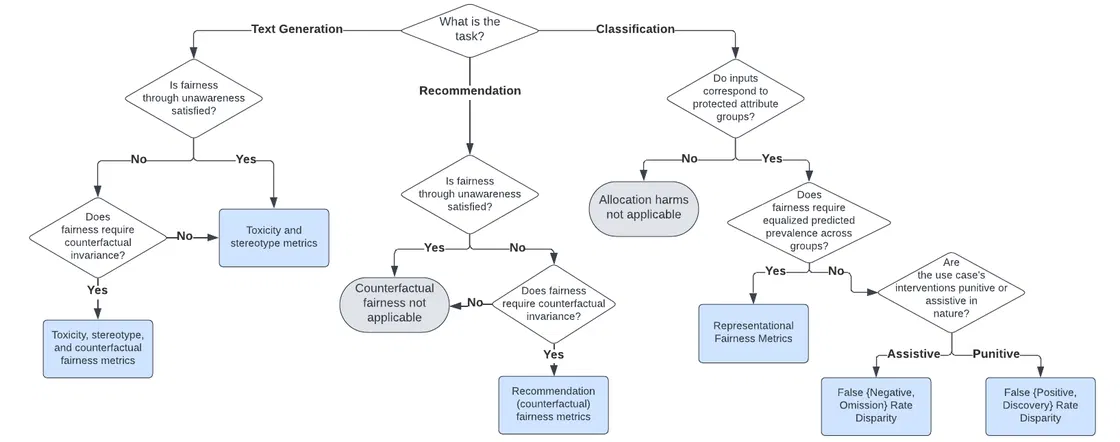 What is the
task?
Text Generation
Classification
Recommendation
Is fairness
through unawareness
satisfied?
No
Yes
Does
fairness require
counterfactual
invariance?
No
Toxicity and
stereotype metrics
Yes
Toxicity, stereotype,
and counterfactual
fairness metrics
Is fairness
through unawareness
satisfied?
Yes
No
Counterfactual
fairness not
applicable
No
Does fairness
require counterfactual
invariance?
Yes
Recommendation
(counterfactual)
fairness metrics
Do inputs
correspond to
protected attribute
groups?
No
Yes
Allocation harms
not applicable
Does
fairness require
equalized predicted
prevalence across
groups?
Yes
No
Representational
Fairness Metrics
Are
the use case's
interventions punitive or
assistive in
nature?
Assistive
Punitive
False {Negative,
Omission} Rate
Disparity
False {Positive,
Discovery} Rate
Disparity